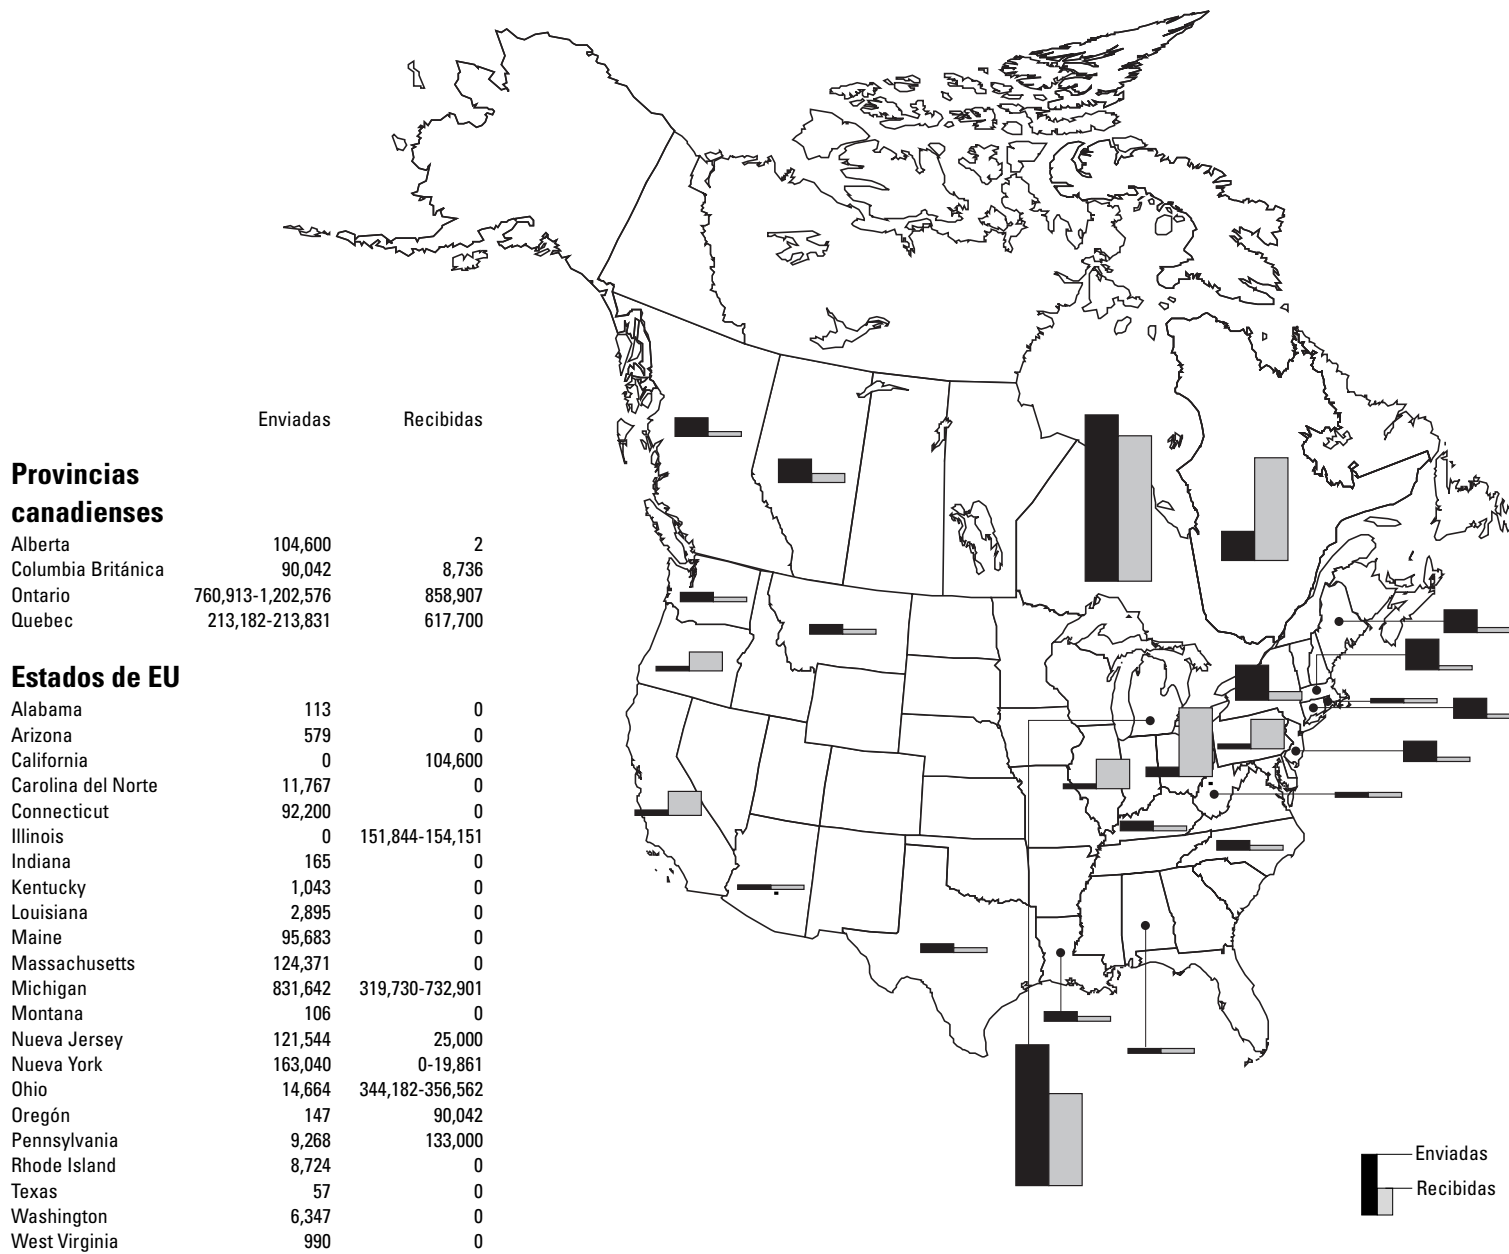 Enviadas Recibidas
Provincias
canadienses
Alberta 104,600 2
Columbia Británica 90,042 8,736
Ontario 760,913-1,202,576 858,907
Quebec 213,182-213,831 617,700
Estados de EU
Alabama 113 0
Arizona 579 0
California 0 104,600
Carolina del Norte 11,767 0
Connecticut 92,200 0
Illinois 0 151,844-154,151
Indiana 165 0
Kentucky 1,043 0
Louisiana 2,895 0
Maine 95,683 0
Massachusetts 124,371 0
Michigan 831,642 319,730-732,901
Montana 106 0
Nueva Jersey 121,544 25,000
Nueva York 163,040 0-19,861
Ohio 14,664 344,182-356,562
Oregón 147 90,042
Pennsylvania 9,268 133,000
Rhode Island 8,724 0
Texas 57 0
Washington 6,347 0
West Virginia 990 0
Enviadas
Recibidas